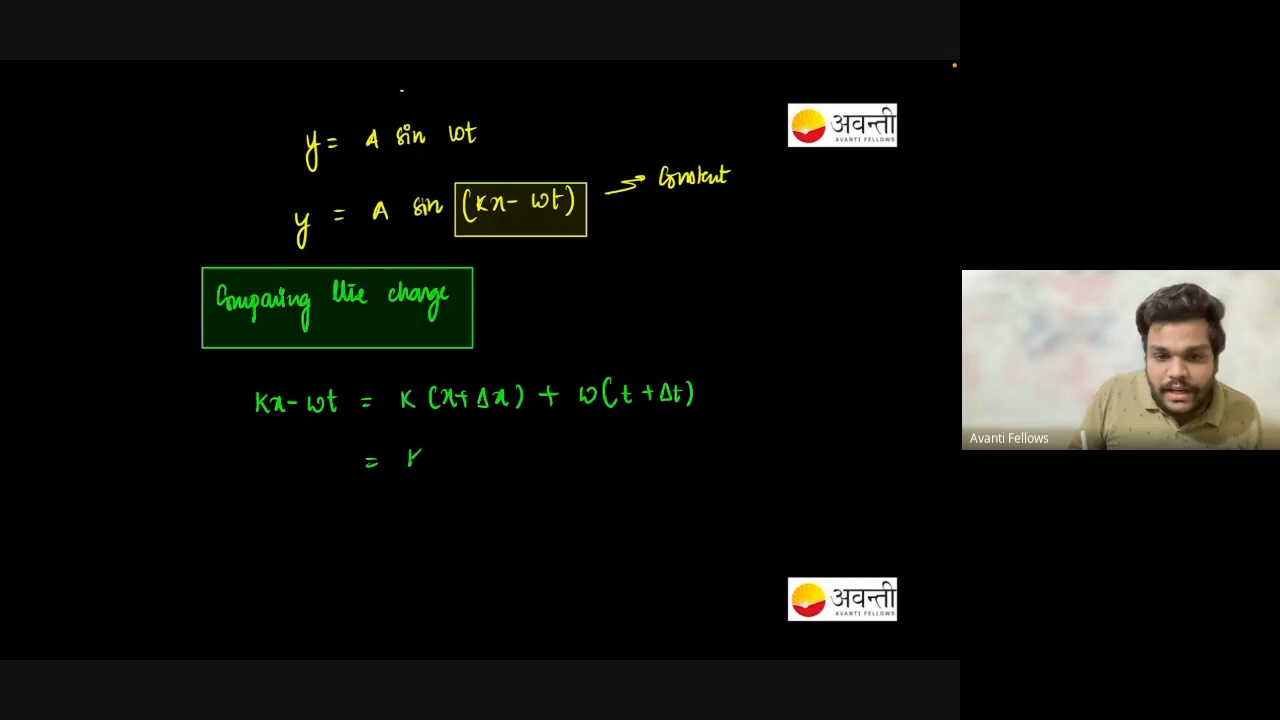 y = A sin ωt
अवन्ती
AVANTI FELLOWS
y = A sin (Kx - ωt) → Constant
Comparing the change
Kx - ωt = K (x + Δx) + ω(t + Δt)
= K
Avanti Fellows
अवन्ती
AVANTI FELLOWS